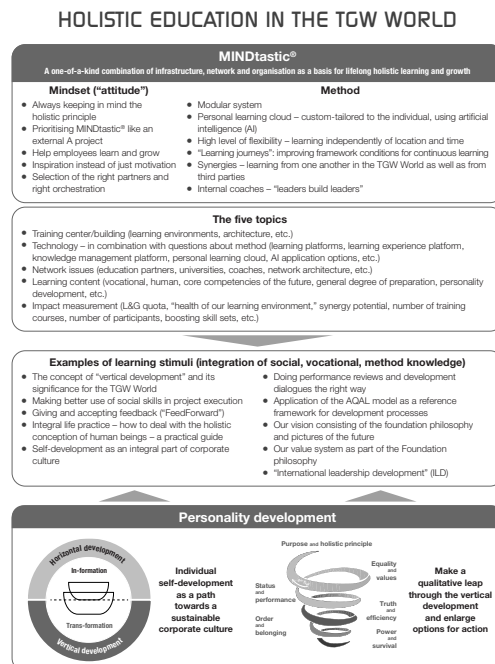 HOLISTIC EDUCATION IN THE TGW WORLD
MINDtastic®
A one-of-a-kind combination of infrastructure, network and organisation as a basis for lifelong holistic learning and growth
Mindset (“attitude”)
• Always keeping in mind the
holistic principle
• Prioritising MINDtastic® like an
external A project
• Help employees learn and grow
• Inspiration instead of just motivation
• Selection of the right partners and
right orchestration
Method
• Modular system
• Personal learning cloud – custom-tailored to the individual, using artificial
intelligence (AI)
• High level of flexibility – learning independently of location and time
• “Learning journeys”: improving framework conditions for continuous learning
• Synergies – learning from one another in the TGW World as well as from
third parties
• Internal coaches – “leaders build leaders”
The five topics
• Training center/building (learning environments, architecture, etc.)
• Technology – in combination with questions about method (learning platforms, learning experience platform,
knowledge management platform, personal learning cloud, AI application options, etc.)
• Network issues (education partners, universities, coaches, network architecture, etc.)
• Learning content (vocational, human, core competencies of the future, general degree of preparation, personality
development, etc.)
• Impact measurement (L&G quota, “health of our learning environment,” synergy potential, number of training
courses, number of participants, boosting skill sets, etc.)
Examples of learning stimuli (integration of social, vocational, method knowledge)
• The concept of “vertical development” and its
significance for the TGW World
• Making better use of social skills in project execution
• Giving and accepting feedback (“FeedForward”)
• Integral life practice – how to deal with the holistic
conception of human beings – a practical guide
• Self-development as an integral part of corporate
culture
• Doing performance reviews and development
dialogues the right way
• Application of the AQAL model as a reference
framework for development processes
• Our vision consisting of the foundation philosophy
and pictures of the future
• Our value system as part of the Foundation
philosophy
• “International leadership development” (ILD)
Personality development
Horizontal development
In-formation
Trans-formation
Vertical development
Individual
self-development
as a path
towards a
sustainable
corporate culture
Purpose and holistic principle
Equality
and
values
Status
and
performance
Truth
and
efficiency
Order
and
belonging
Power
and
survival
Make a
qualitative leap
through the vertical
development
and enlarge
options for action